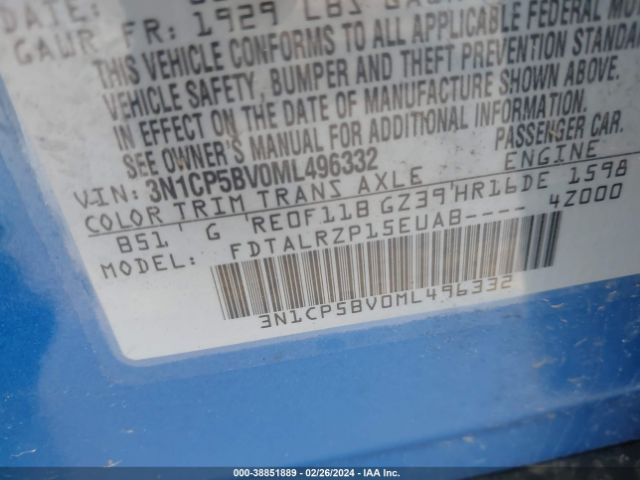 DATE:
GAWR FR: 1929 LBS
THIS VEHICLE CONFORMS TO ALL APPLICABLE FEDERAL MO
VEHICLE SAFETY, BUMPER AND THEFT PREVENTION STANDA
IN EFFECT ON THE DATE OF MANUFACTURE SHOWN ABOVE.
SEE OWNER'S MANUAL FOR ADDITIONAL INFORMATION.
VIN: 3N1CP5BV0ML496332 PASSENGER CAR.
COLOR TRIM TRANS AXLE ENGINE
B51 G RE0F11B GZ39 HR16DE 1598
MODEL: FDTALRZP15EUAB---- 4Z000
3N1CP5BV0ML496332
000-38851889 - 02/26/2024 - IAA Inc.